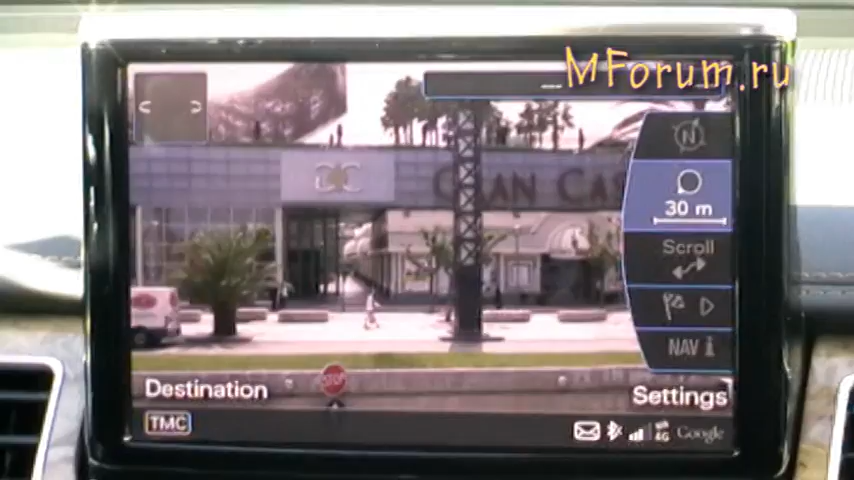 MForum.ru
N
GRAN CAS
30 m
Scroll
NAV i
STOP
Destination
Settings
TMC
4G
Google